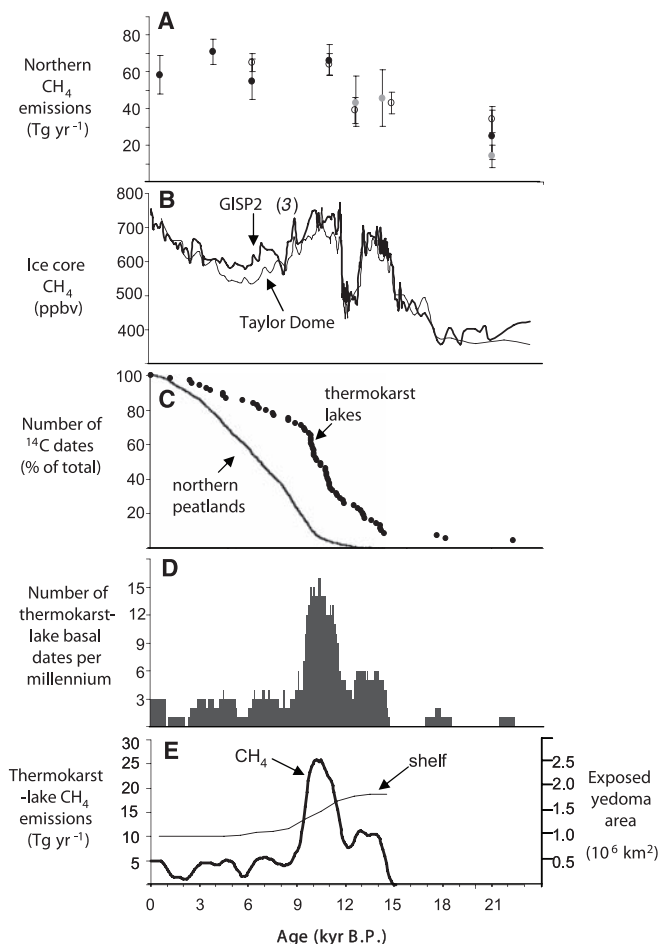 A
Northern
CH4
emissions
(Tg yr -1)
80
60
40
20
B
GISP2 (3)
Ice core
CH4
(ppbv)
800
700
600
500
400
Taylor Dome
C
Number of
14C dates
(% of total)
100
80
60
40
20
thermokarst
lakes
northern
peatlands
D
Number of
thermokarst-
lake basal
dates per
millennium
15
12
9
6
3
E
Thermokarst
-lake CH4
emissions
(Tg yr -1)
30
25
20
15
10
5
CH4
shelf
2.5
2.0
1.5
1.0
0.5
Exposed
yedoma
area
(10^6 km2)
0 3 6 9 12 15 18 21
Age (kyr B.P.)